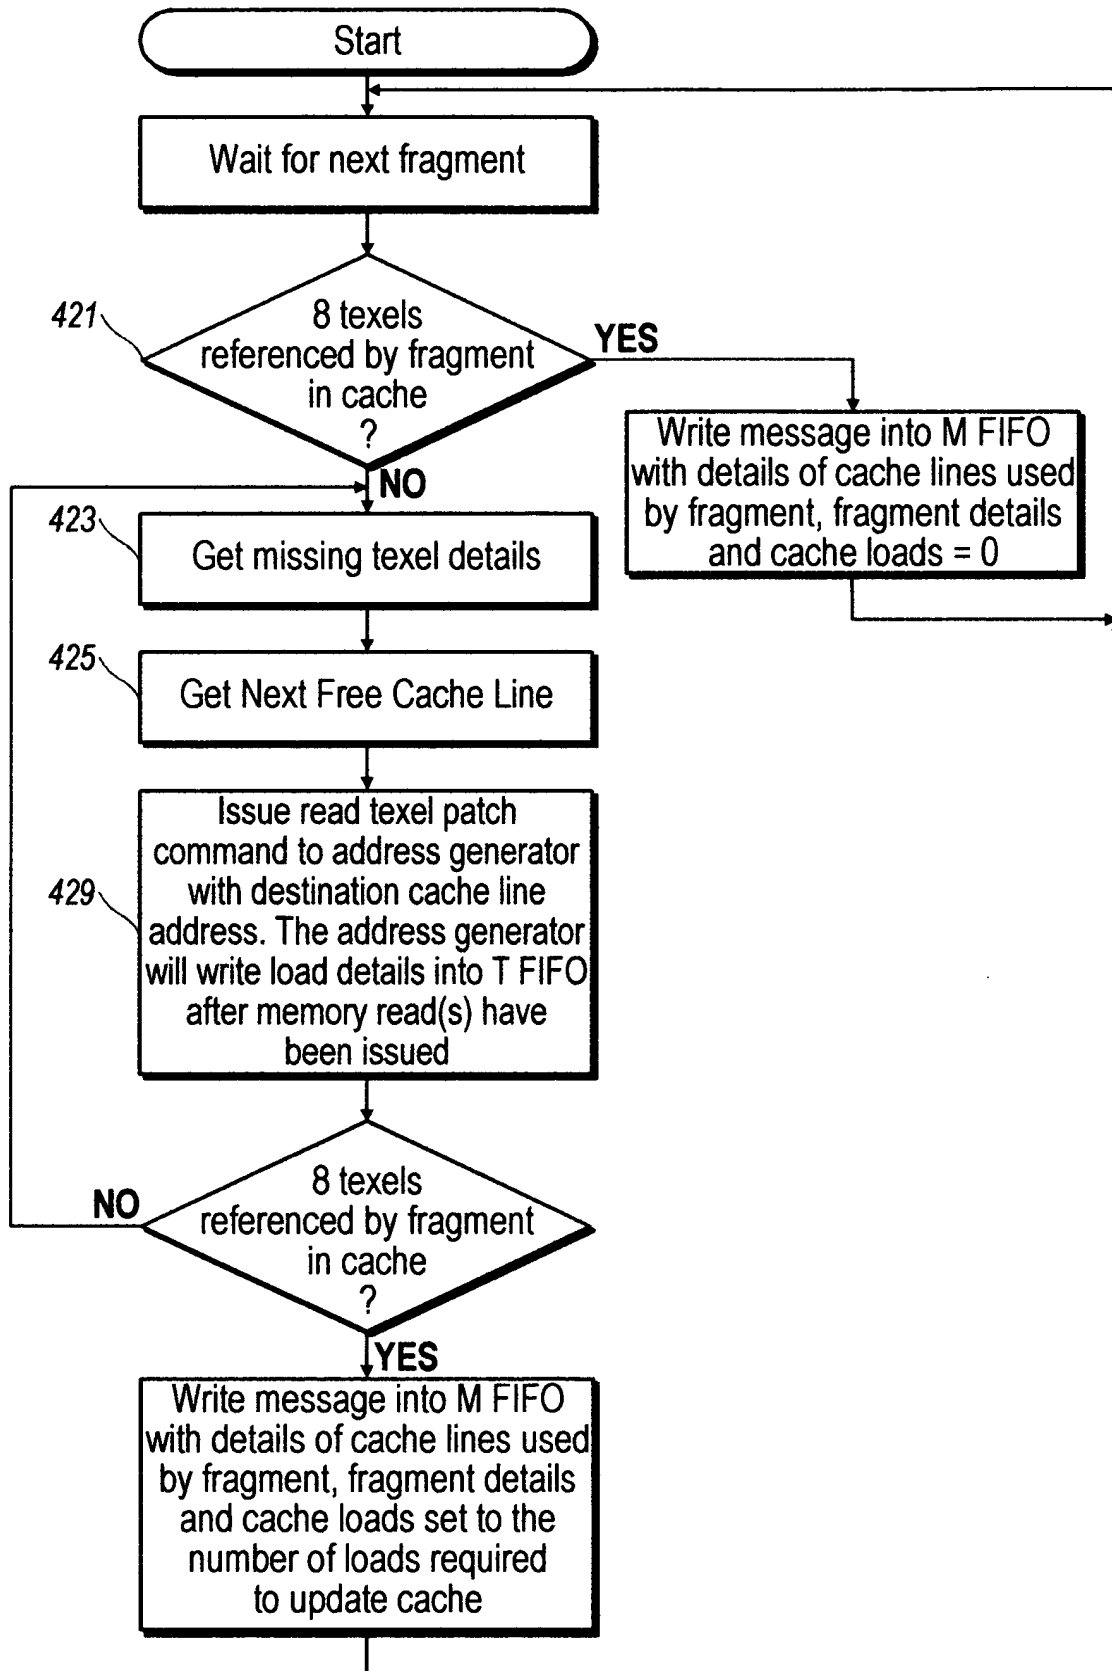 Start
Wait for next fragment
421
8 texels
referenced by fragment
in cache
?
YES
Write message into M FIFO
with details of cache lines used
by fragment, fragment details
and cache loads = 0
NO
423
Get missing texel details
425
Get Next Free Cache Line
429
Issue read texel patch
command to address generator
with destination cache line
address. The address generator
will write load details into T FIFO
after memory read(s) have
been issued
NO
8 texels
referenced by fragment
in cache
?
YES
Write message into M FIFO
with details of cache lines used
by fragment, fragment details
and cache loads set to the
number of loads required
to update cache